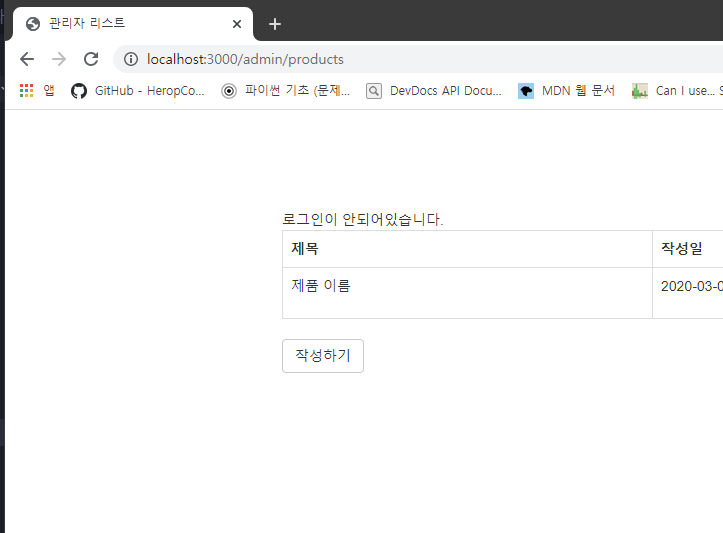 관리자 리스트
localhost:3000/admin/products
앱 GitHub - HeropCo... 파이썬 기초 (문제... DevDocs API Docu... MDN 웹 문서 Can I use... S
로그인이 안되어있습니다.
제목 작성일
제품 이름 2020-03-0
작성하기